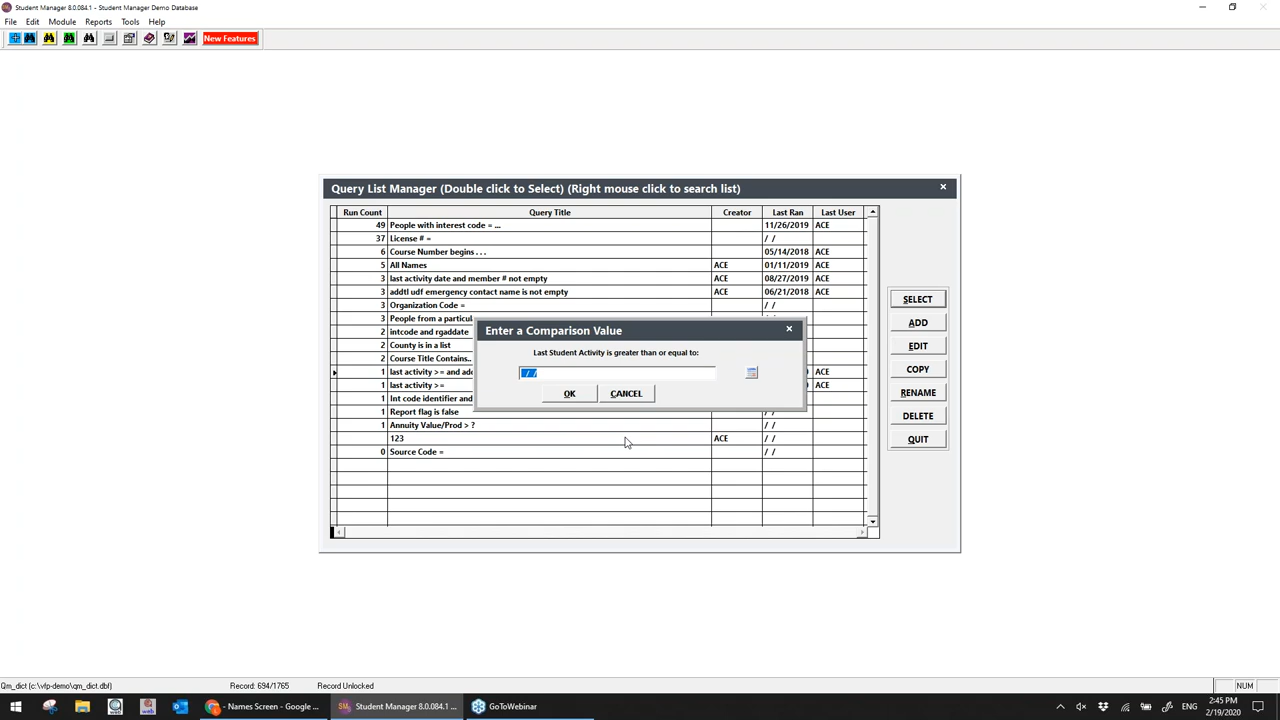 Student Manager 8.0.084.1 - Student Manager Demo Database
File Edit Module Reports Tools Help
New Features
Query List Manager (Double click to Select) (Right mouse click to search list)
Run Count Query Title Creator Last Ran Last User
49 People with interest code = ... 11/26/2019 ACE
37 License # = / /
6 Course Number begins . . . 05/14/2018 ACE
5 All Names ACE 01/11/2019 ACE
3 last activity date and member # not empty ACE 08/27/2019 ACE
3 addtl udf emergency contact name is not empty ACE 06/21/2018 ACE
3 Organization Code = / /
3 People from a particul
2 intcode and rgaddate
2 County is in a list
2 Course Title Contains..
1 last activity >= and add ACE
1 last activity >= ACE
1 Int code identifier and
1 Report flag is false / /
1 Annuity Value/Prod > ? / /
123 ACE / /
0 Source Code = / /
Enter a Comparison Value
Last Student Activity is greater than or equal to:
/ /
OK CANCEL
SELECT
ADD
EDIT
COPY
RENAME
DELETE
QUIT
Qm_dict (c:\vfp-demo\qm_dict.dbf) Record: 694/1765 Record Unlocked NUM
- Names Screen - Google ... Student Manager 8.0.084.1 ... GoToWebinar ENG 2:45 PM
2/19/2020